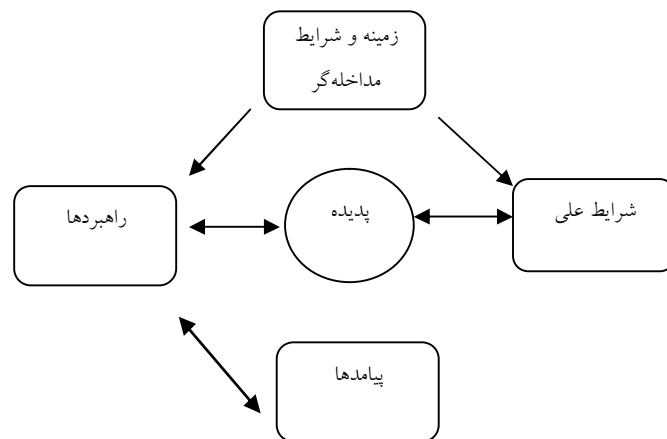 زمینه و شرایط
مداخله‌گر
شرایط علی
پدیده
راهبردها
پیامدها